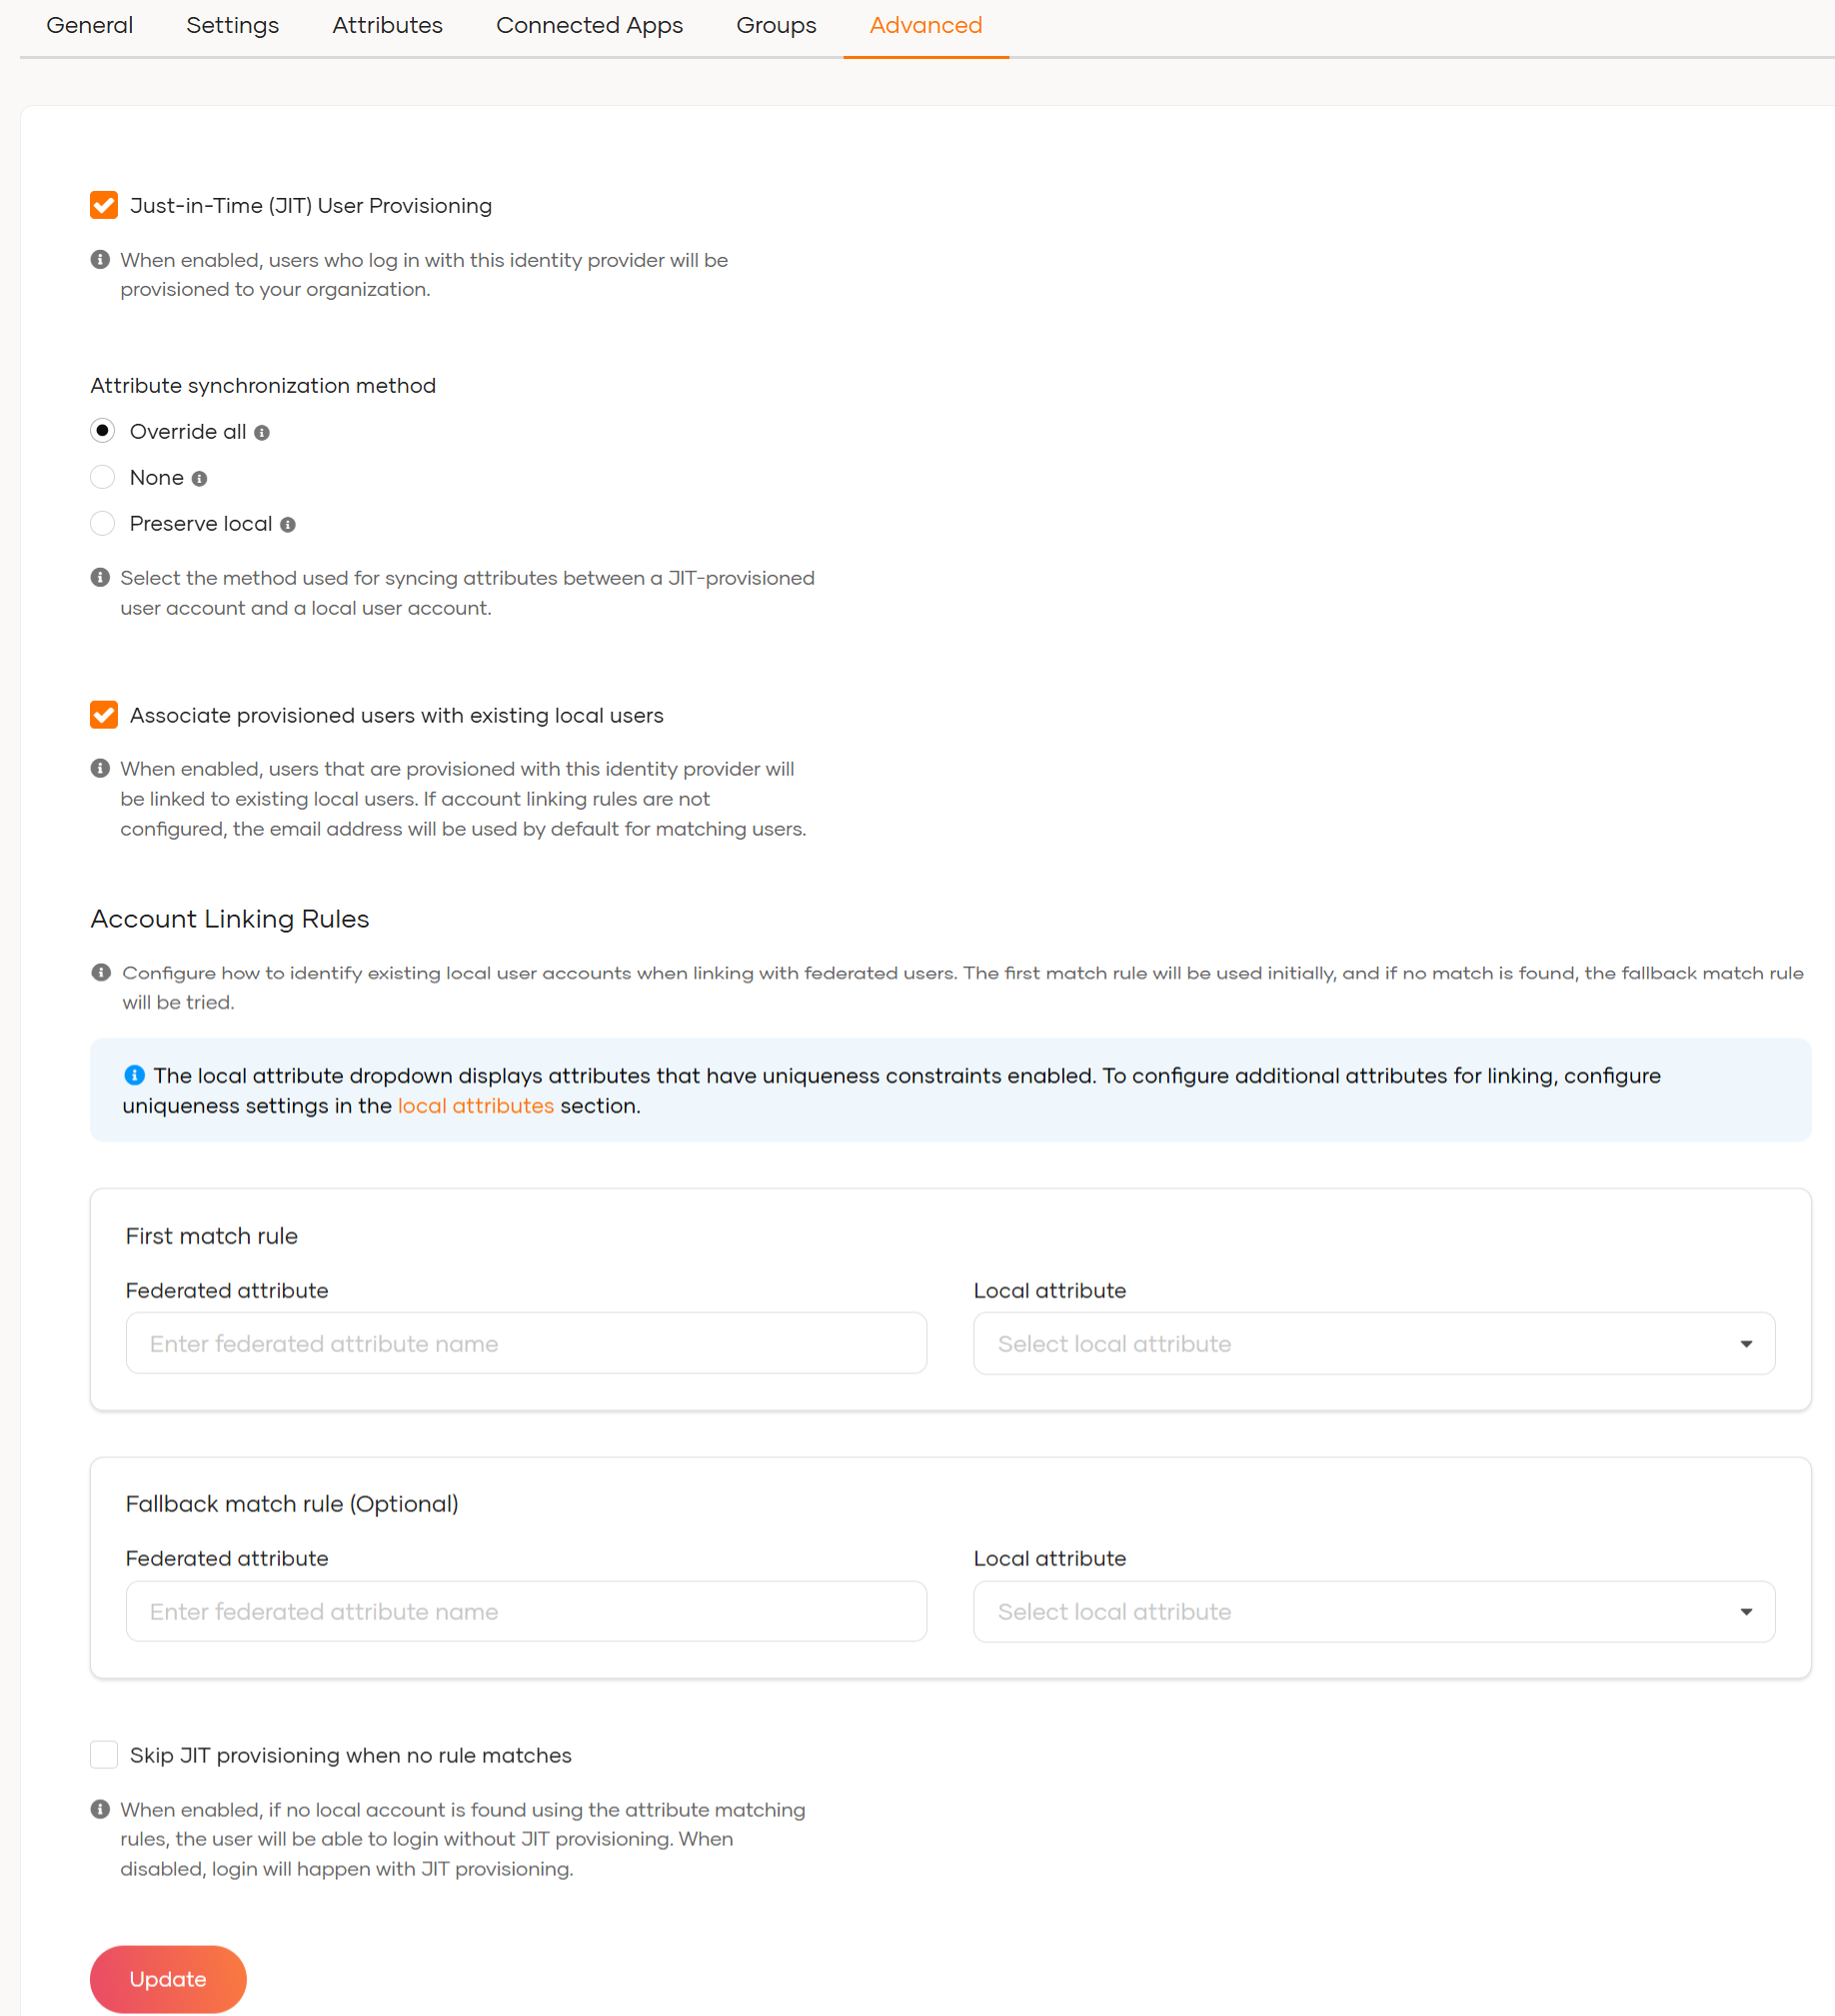 General Settings Attributes Connected Apps Groups Advanced
Just-in-Time (JIT) User Provisioning
When enabled, users who log in with this identity provider will be
provisioned to your organization.
Attribute synchronization method
Override all
None
Preserve local
Select the method used for syncing attributes between a JIT-provisioned
user account and a local user account.
Associate provisioned users with existing local users
When enabled, users that are provisioned with this identity provider will
be linked to existing local users. If account linking rules are not
configured, the email address will be used by default for matching users.
Account Linking Rules
Configure how to identify existing local user accounts when linking with federated users. The first match rule will be used initially, and if no match is found, the fallback match rule
will be tried.
The local attribute dropdown displays attributes that have uniqueness constraints enabled. To configure additional attributes for linking, configure
uniqueness settings in the local attributes section.
First match rule
Federated attribute Local attribute
Enter federated attribute name Select local attribute
Fallback match rule (Optional)
Federated attribute Local attribute
Enter federated attribute name Select local attribute
Skip JIT provisioning when no rule matches
When enabled, if no local account is found using the attribute matching
rules, the user will be able to login without JIT provisioning. When
disabled, login will happen with JIT provisioning.
Update